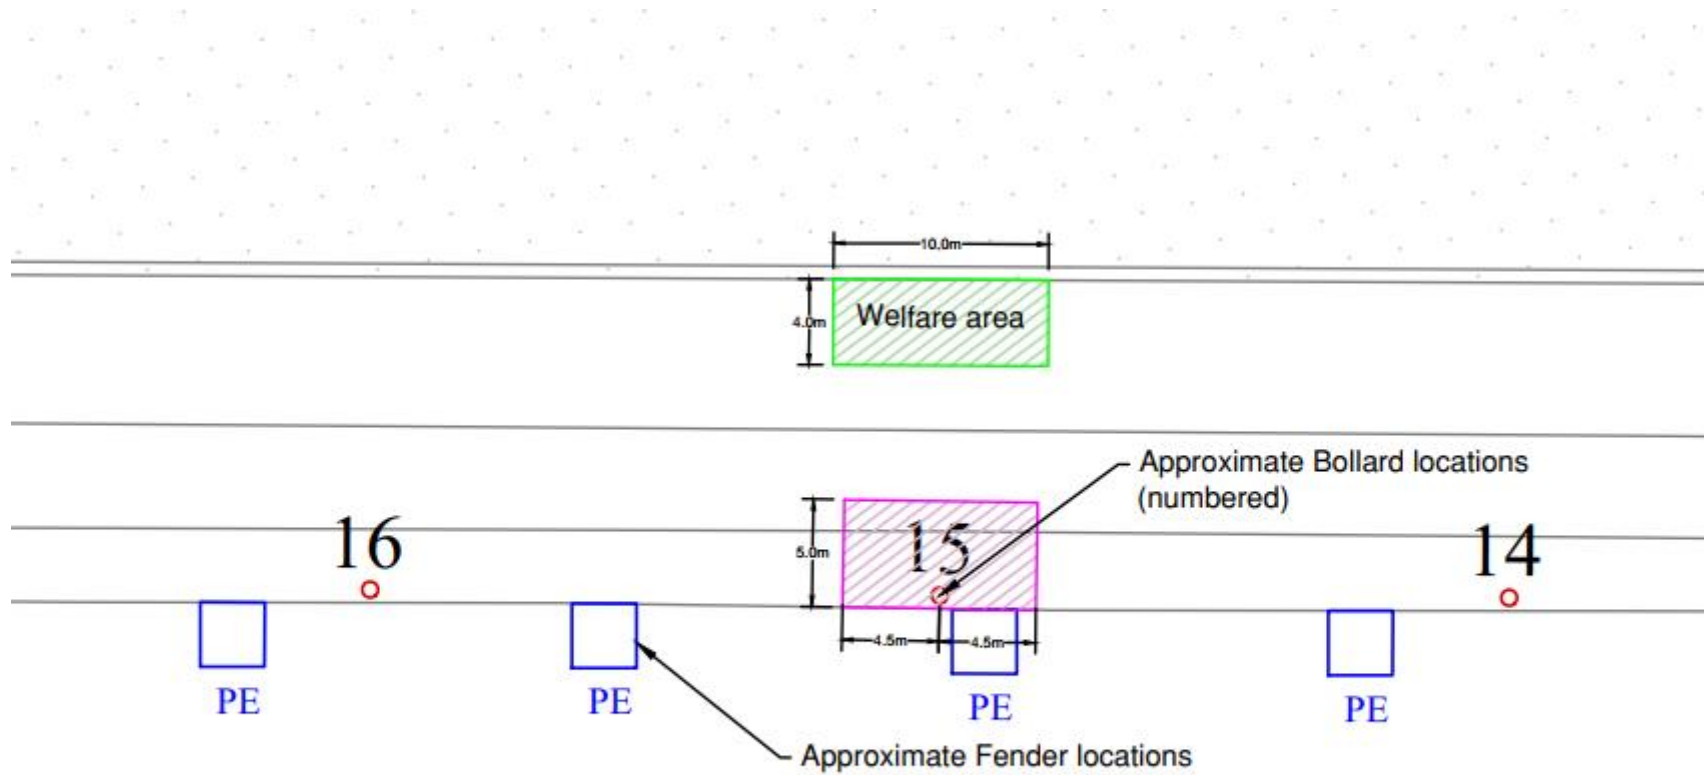 10.0m
4.0m
Welfare area
Approximate Bollard locations
(numbered)
16
15
14
5.0m
4.5m
4.5m
PE
PE
PE
PE
Approximate Fender locations